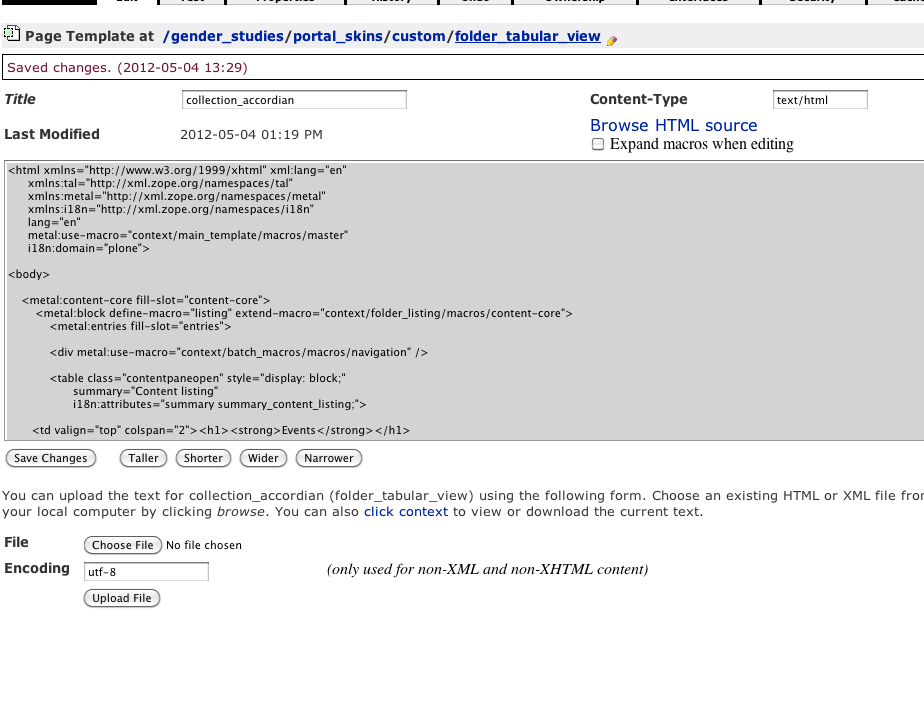 Edit Test Properties History Undo Ownership Interfaces Security
Page Template at /gender_studies/portal_skins/custom/folder_tabular_view
Saved changes. (2012-05-04 13:29)
Title collection_accordian Content-Type text/html
Last Modified 2012-05-04 01:19 PM Browse HTML source
Expand macros when editing
<html xmlns="http://www.w3.org/1999/xhtml" xml:lang="en"
xmlns:tal="http://xml.zope.org/namespaces/tal"
xmlns:metal="http://xml.zope.org/namespaces/metal"
xmlns:i18n="http://xml.zope.org/namespaces/i18n"
lang="en"
metal:use-macro="context/main_template/macros/master"
i18n:domain="plone">
<body>
<metal:content-core fill-slot="content-core">
<metal:block define-macro="listing" extend-macro="context/folder_listing/macros/content-core">
<metal:entries fill-slot="entries">
<div metal:use-macro="context/batch_macros/macros/navigation" />
<table class="contentpaneopen" style="display: block;"
summary="Content listing"
i18n:attributes="summary summary_content_listing;">
<td valign="top" colspan="2"><h1><strong>Events</strong></h1>
Save Changes Taller Shorter Wider Narrower
You can upload the text for collection_accordian (folder_tabular_view) using the following form. Choose an existing HTML or XML file from
your local computer by clicking browse. You can also click context to view or download the current text.
File Choose File No file chosen
Encoding utf-8 (only used for non-XML and non-XHTML content)
Upload File